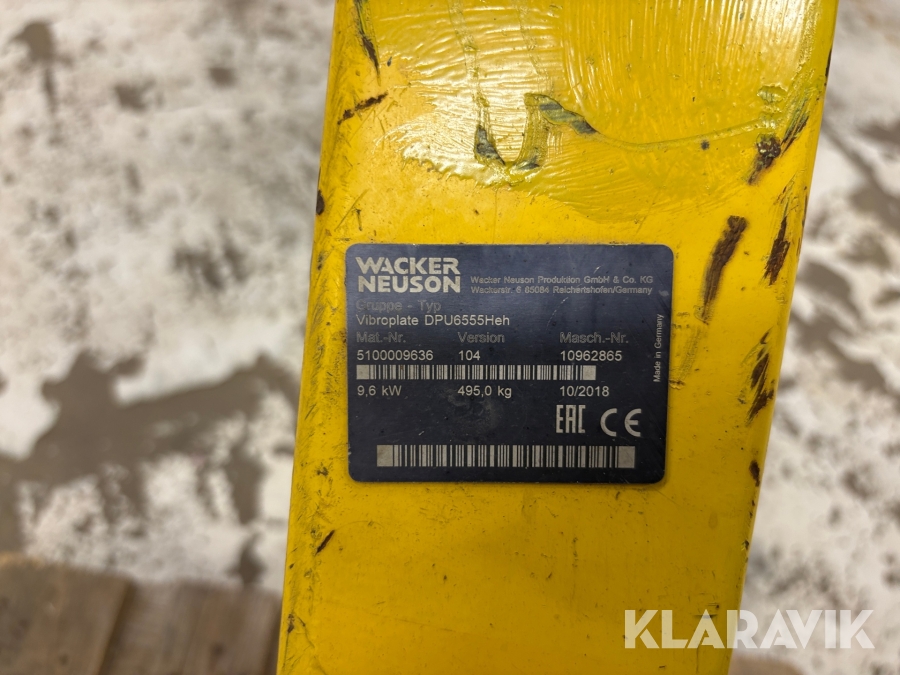 WACKER
NEUSON
Wacker Neuson Produktion GmbH & Co. KG
Wackerstr. 6 85084 Reichertshofen/Germany
Gruppe - Typ
Vibroplate DPU6555Heh
Mat.-Nr. Version Masch.-Nr.
5100009636 104 10962865
9,6 kW 495,0 kg 10/2018
Made in Germany
EAC CE
KLARAVIK